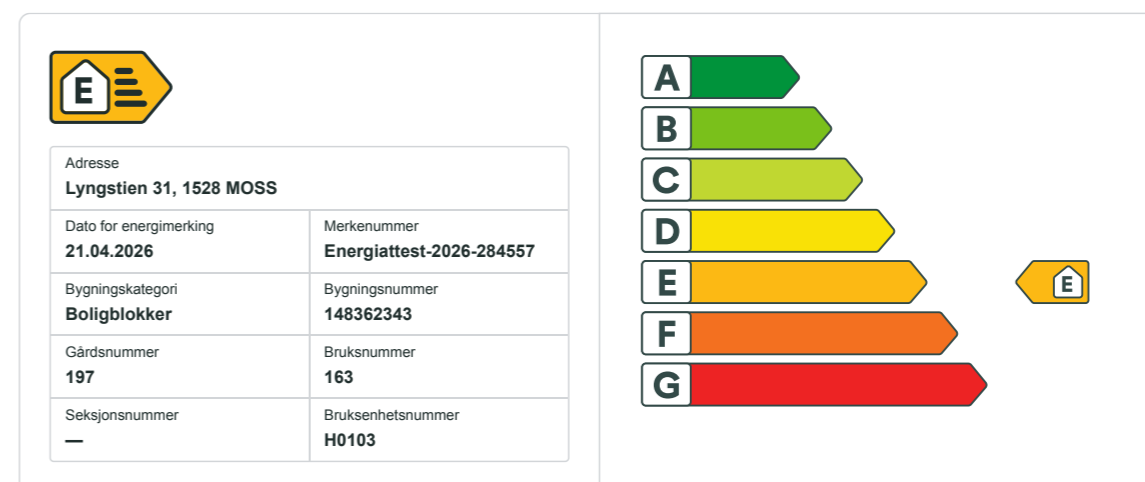 E
Adresse
Lyngstien 31, 1528 MOSS
Dato for energimerking
21.04.2026
Merkenummer
Energiattest-2026-284557
Bygningskategori
Boligblokker
Bygningsnummer
148362343
Gårdsnummer
197
Bruksnummer
163
Seksjonsnummer
—
Bruksenhetsnummer
H0103
A
B
C
D
E
E
F
G